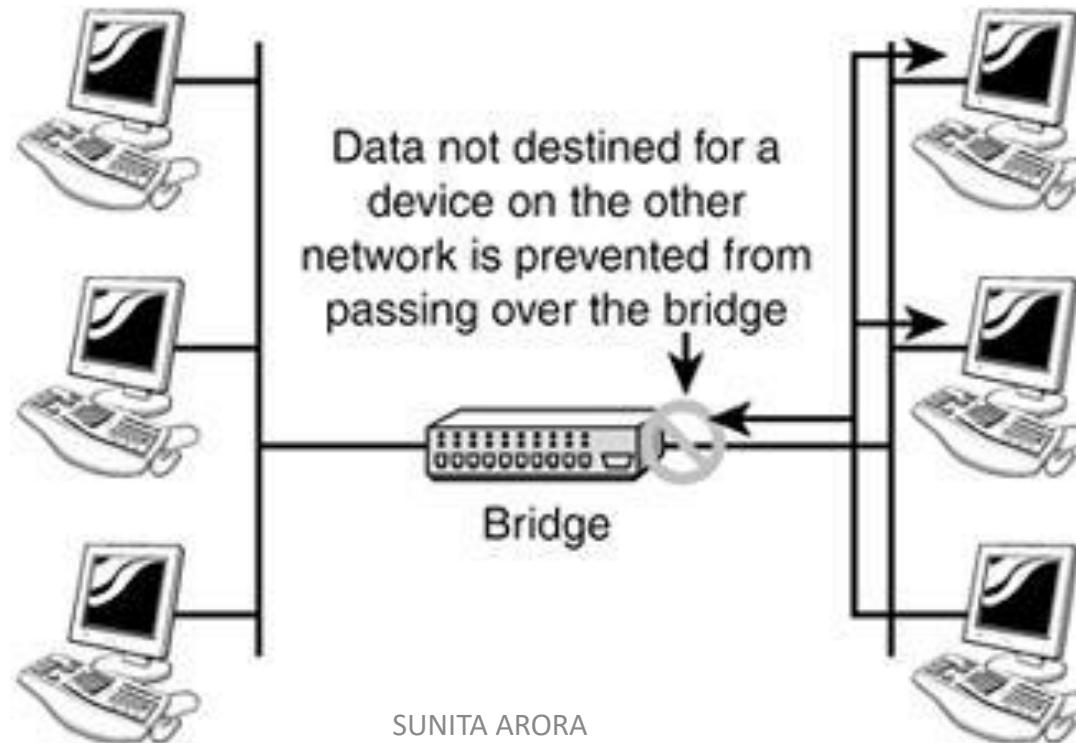 Data not destined for a
device on the other
network is prevented from
passing over the bridge
Bridge
SUNITA ARORA